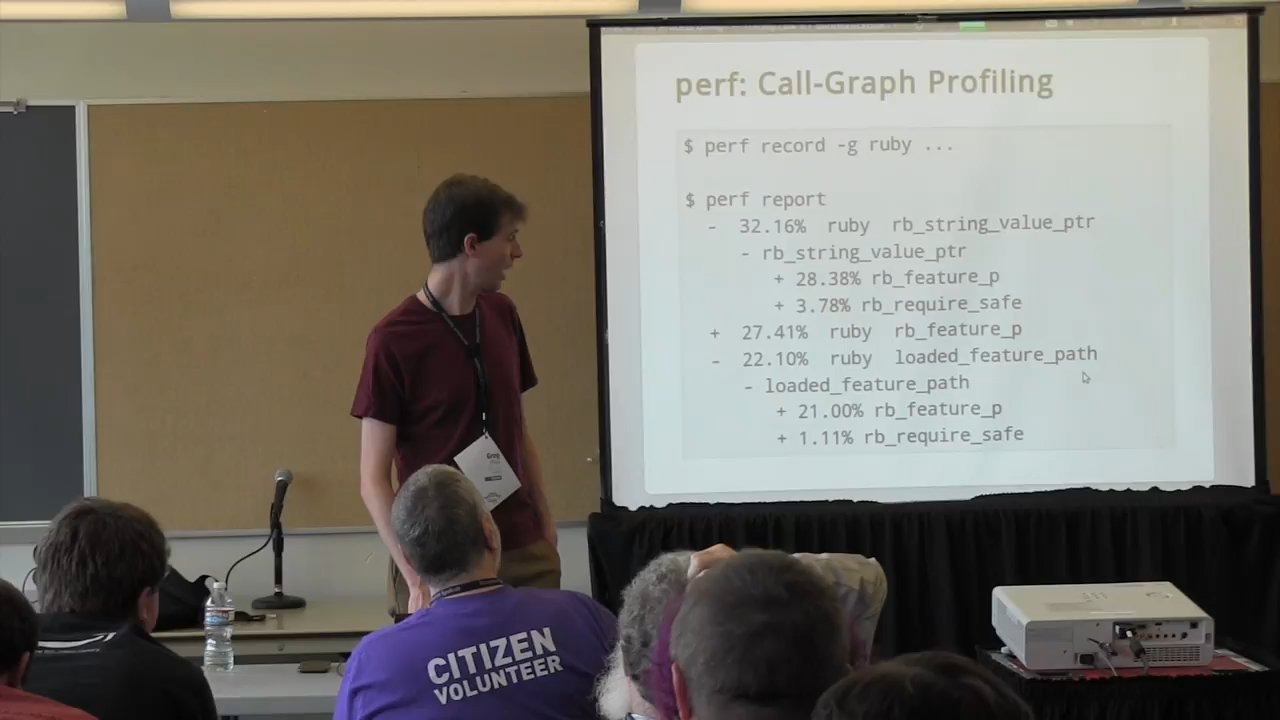 perf: Call-Graph Profiling
$ perf record -g ruby ...
$ perf report
- 32.16% ruby rb_string_value_ptr
- rb_string_value_ptr
+ 28.38% rb_feature_p
+ 3.78% rb_require_safe
+ 27.41% ruby rb_feature_p
- 22.10% ruby loaded_feature_path
- loaded_feature_path
+ 21.00% rb_feature_p
+ 1.11% rb_require_safe
Greg
CITIZEN
VOLUNTEER